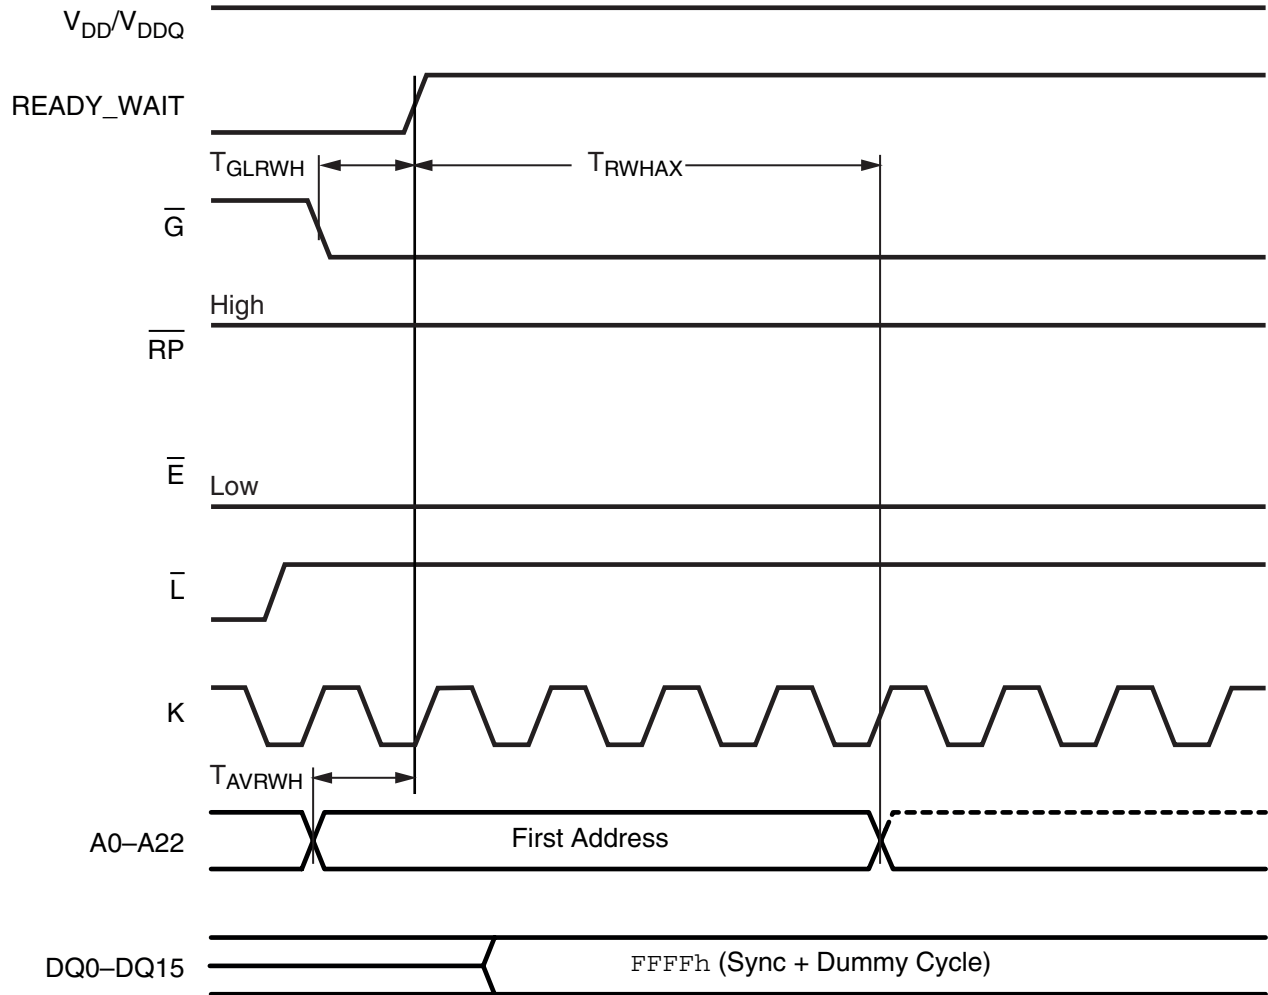 VDD/VDDQ
READY_WAIT
TGLRWH
TRWHAX
G
High
RP
E
Low
L
K
TAVRWH
A0–A22
First Address
DQ0–DQ15
FFFFh (Sync + Dummy Cycle)